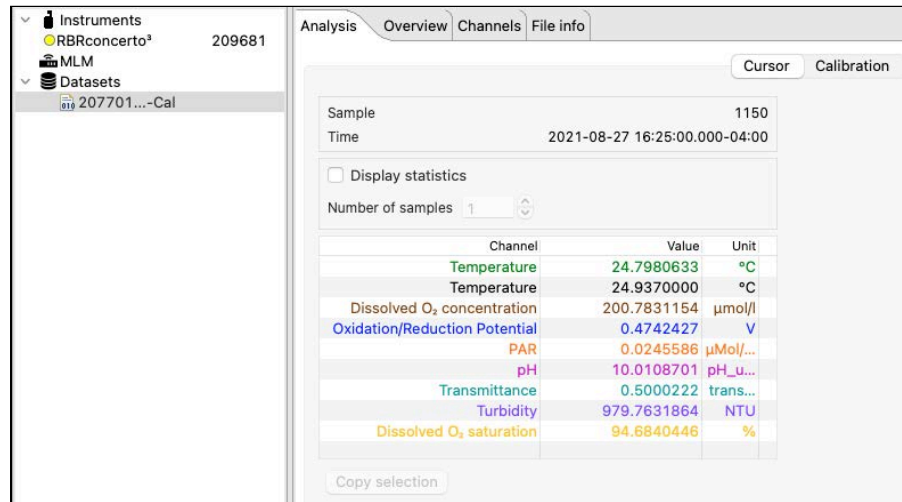 Instruments
RBRconcerto³ 209681
MLM
Datasets
207701...-Cal
Analysis Overview Channels File info
Cursor Calibration
Sample 1150
Time 2021-08-27 16:25:00.000-04:00
Display statistics
Number of samples 1
Channel Value Unit
Temperature 24.7980633 °C
Temperature 24.9370000 °C
Dissolved O₂ concentration 200.7831154 µmol/l
Oxidation/Reduction Potential 0.4742427 V
PAR 0.0245586 µMol/...
pH 10.0108701 pH_u...
Transmittance 0.5000222 trans...
Turbidity 979.7631864 NTU
Dissolved O₂ saturation 94.6840446 %
Copy selection